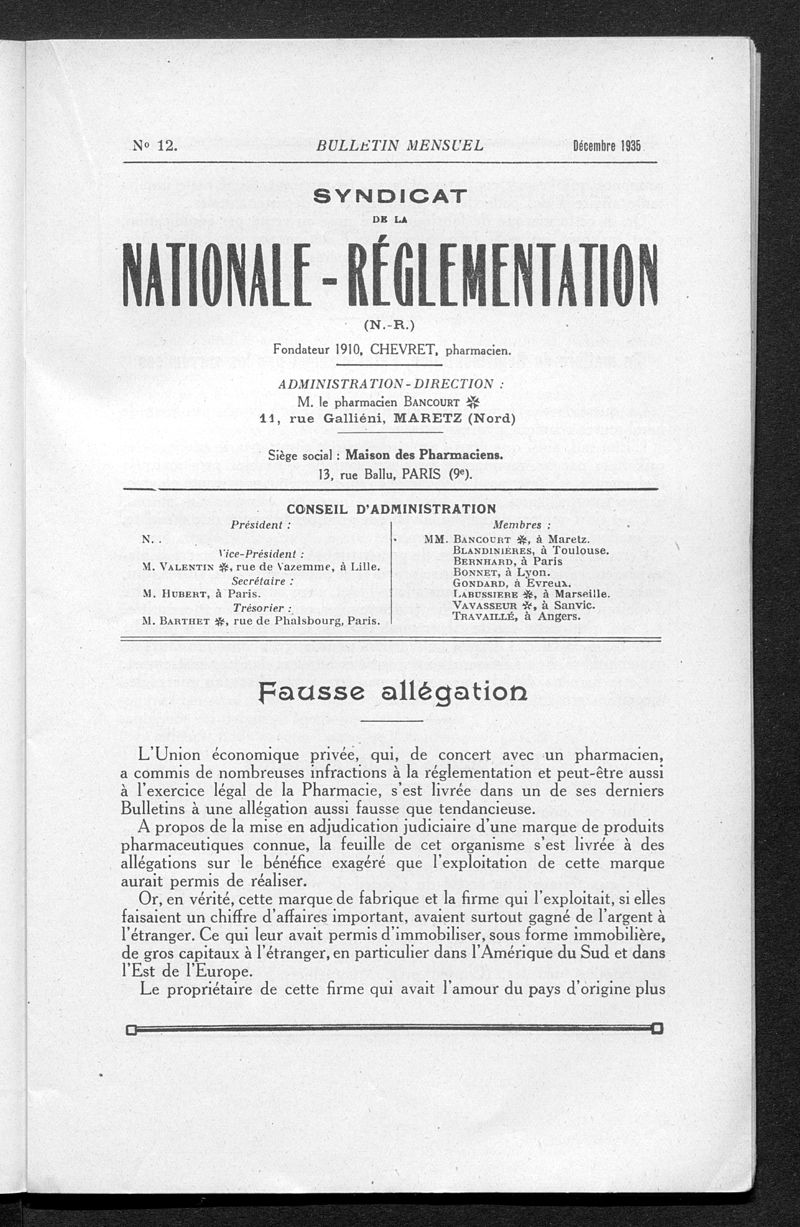 No 12.
BULLETIN MENSUEL
Décembre 1935
SYNDICAT
DE LA
NATIONALE - RÉGLEMENTATION
(N.-R.)
Fondateur 1910, CHEVRET, pharmacien.
ADMINISTRATION - DIRECTION :
M. le pharmacien BANCOURT ✽
11, rue Galliéni, MARETZ (Nord)
Siège social : Maison des Pharmaciens.
13, rue Ballu, PARIS (9e).
CONSEIL D'ADMINISTRATION
Président :
N. .
Vice-Président :
M. VALENTIN ✽, rue de Vazemme, à Lille.
Secrétaire :
M. HUBERT, à Paris.
Trésorier :
M. BARTHET ✽, rue de Phalsbourg, Paris.
Membres :
MM. BANCOURT ✽, à Maretz.
BLANDINIÈRES, à Toulouse.
BERNHARD, à Paris
BONNET, à Lyon.
GONDARD, à Evreux.
LABUSSIERE ✽, à Marseille.
VAVASSEUR ✽, à Sanvic.
TRAVAILLÉ, à Angers.
Fausse allégation
L'Union économique privée, qui, de concert avec un pharmacien,
a commis de nombreuses infractions à la réglementation et peut-être aussi
à l'exercice légal de la Pharmacie, s'est livrée dans un de ses derniers
Bulletins à une allégation aussi fausse que tendancieuse.
A propos de la mise en adjudication judiciaire d'une marque de produits
pharmaceutiques connue, la feuille de cet organisme s'est livrée à des
allégations sur le bénéfice exagéré que l'exploitation de cette marque
aurait permis de réaliser.
Or, en vérité, cette marque de fabrique et la firme qui l'exploitait, si elles
faisaient un chiffre d'affaires important, avaient surtout gagné de l'argent à
l'étranger. Ce qui leur avait permis d'immobiliser, sous forme immobilière,
de gros capitaux à l'étranger, en particulier dans l'Amérique du Sud et dans
l'Est de l'Europe.
Le propriétaire de cette firme qui avait l'amour du pays d'origine plus